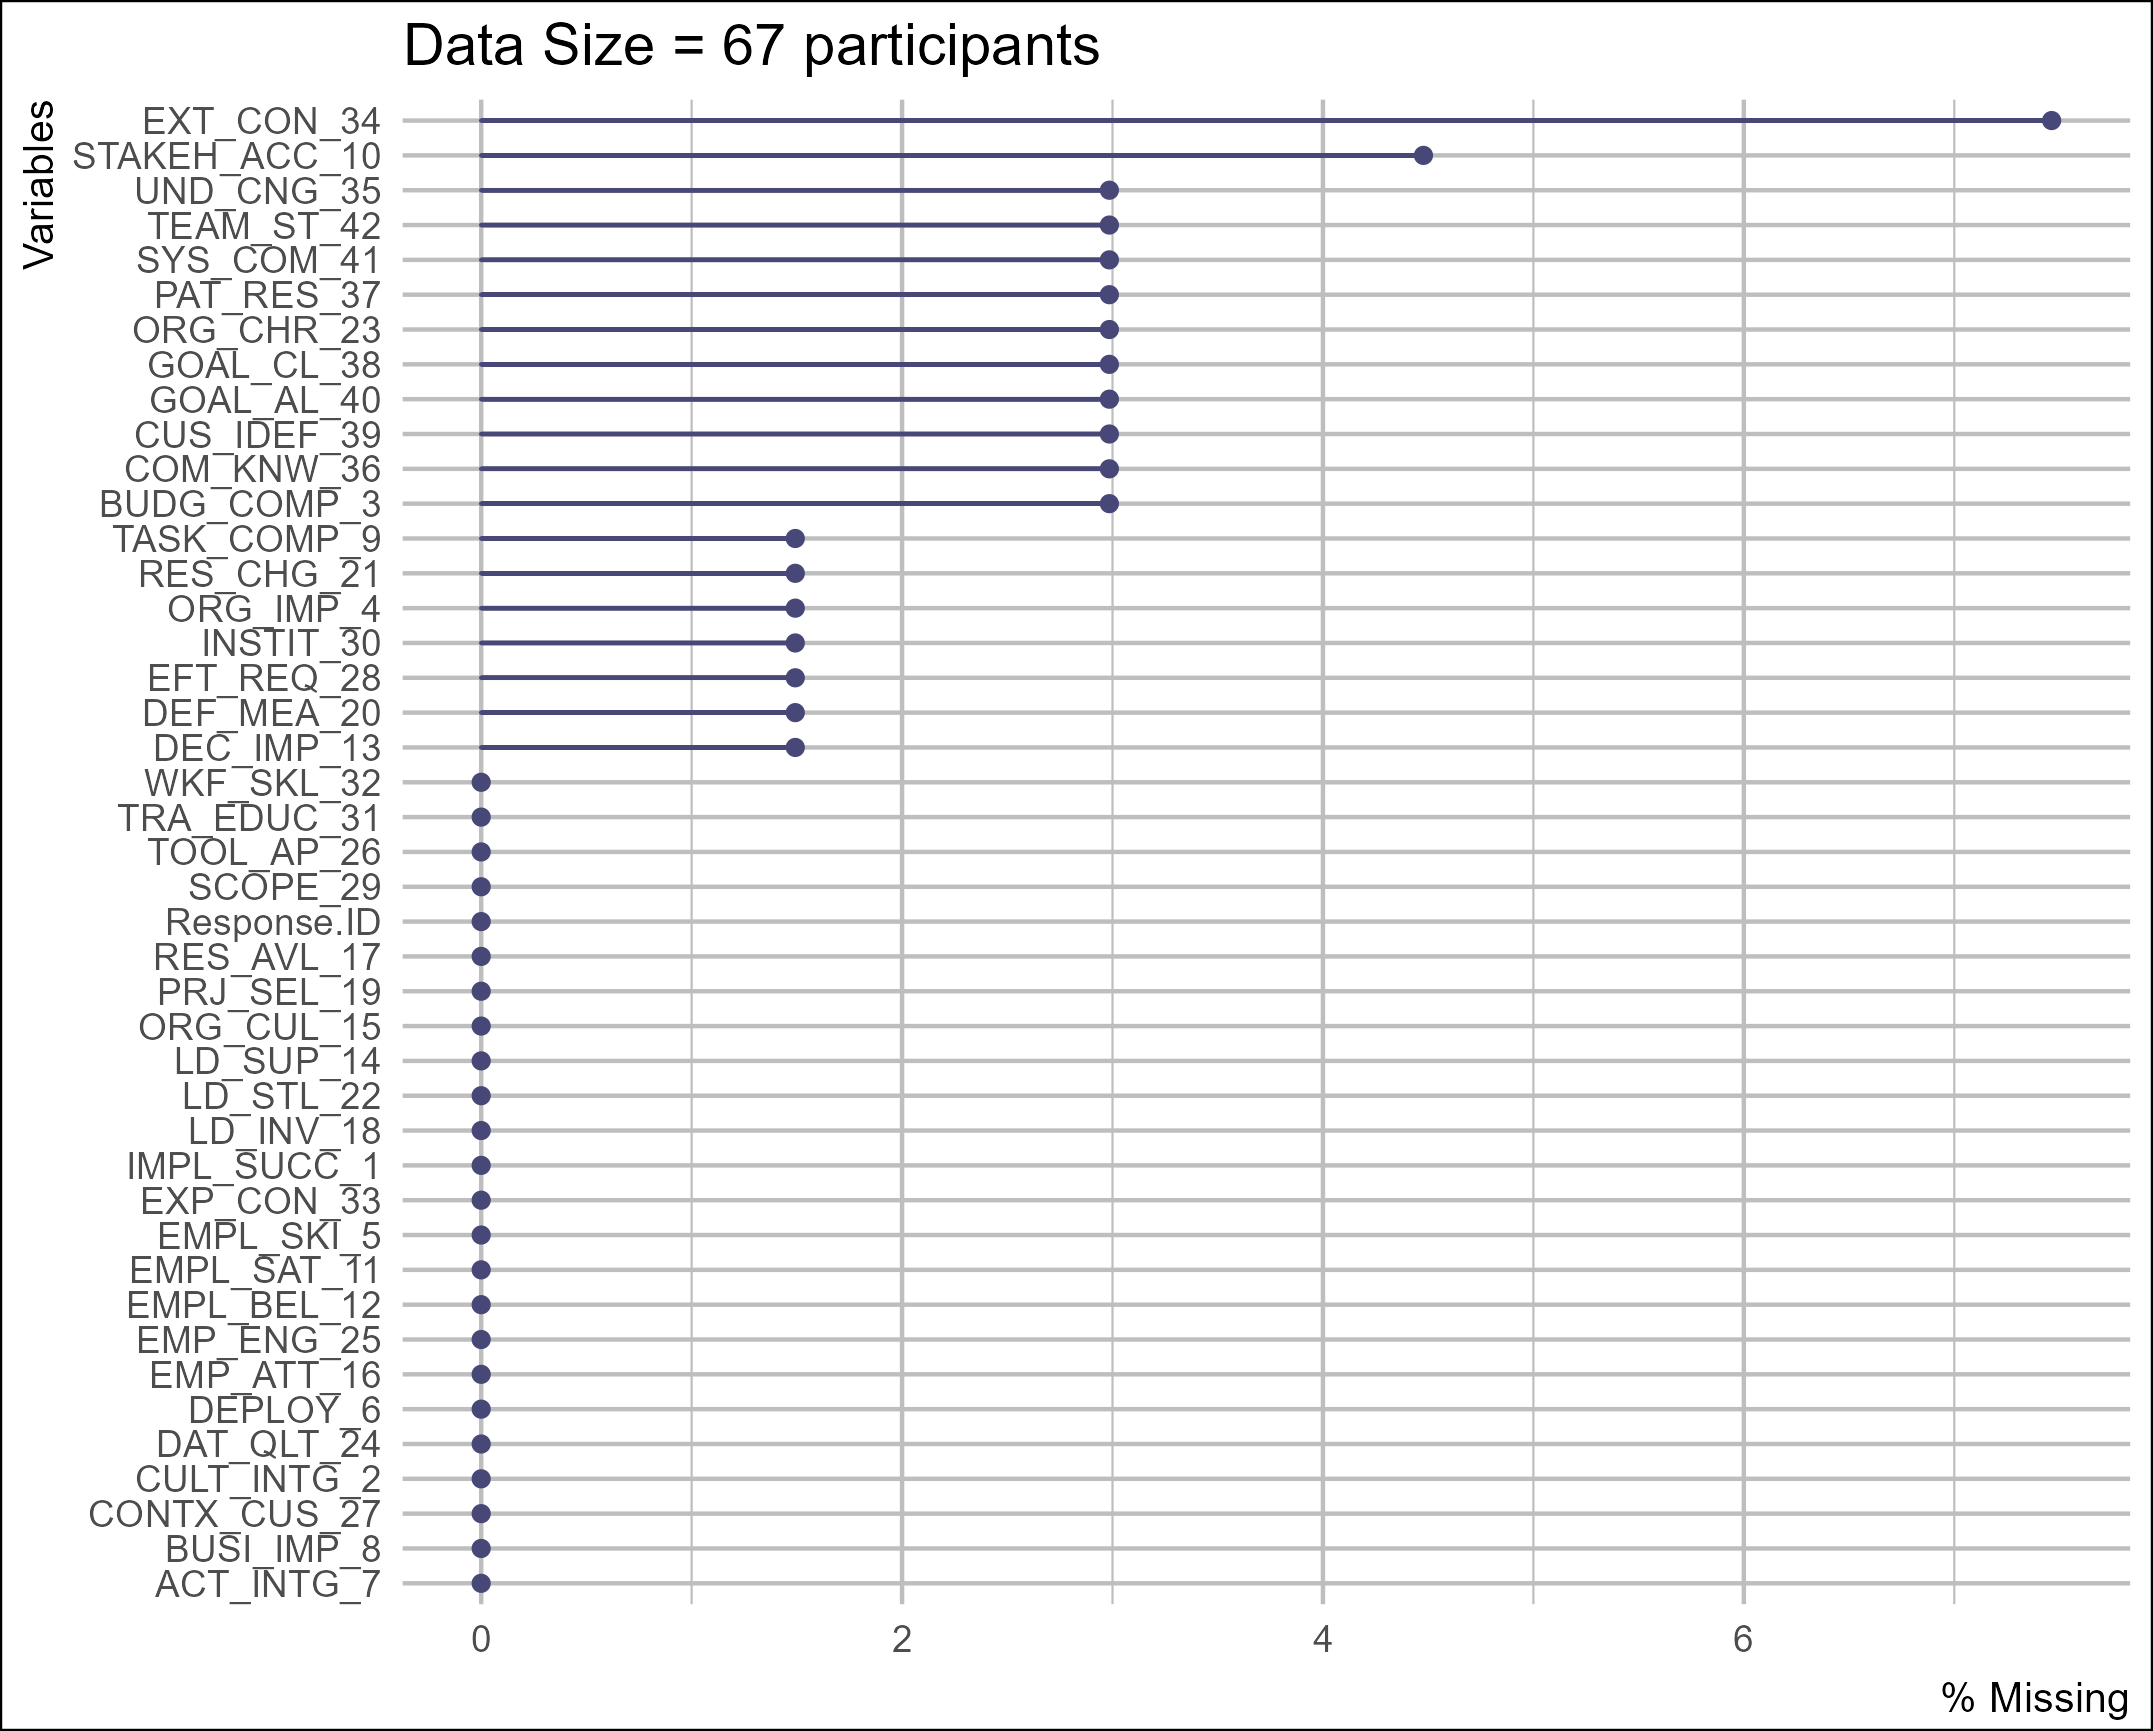 Data Size = 67 participants
Variables
EXT_CON_34
STAKEH_ACC_10
UND_CNG_35
TEAM_ST_42
SYS_COM_41
PAT_RES_37
ORG_CHR_23
GOAL_CL_38
GOAL_AL_40
CUS_IDEF_39
COM_KNW_36
BUDG_COMP_3
TASK_COMP_9
RES_CHG_21
ORG_IMP_4
INSTIT_30
EFT_REQ_28
DEF_MEA_20
DEC_IMP_13
WKF_SKL_32
TRA_EDUC_31
TOOL_AP_26
SCOPE_29
Response.ID
RES_AVL_17
PRJ_SEL_19
ORG_CUL_15
LD_SUP_14
LD_STL_22
LD_INV_18
IMPL_SUCC_1
EXP_CON_33
EMPL_SKI_5
EMPL_SAT_11
EMPL_BEL_12
EMP_ENG_25
EMP_ATT_16
DEPLOY_6
DAT_QLT_24
CULT_INTG_2
CONTX_CUS_27
BUSI_IMP_8
ACT_INTG_7
0 2 4 6
% Missing